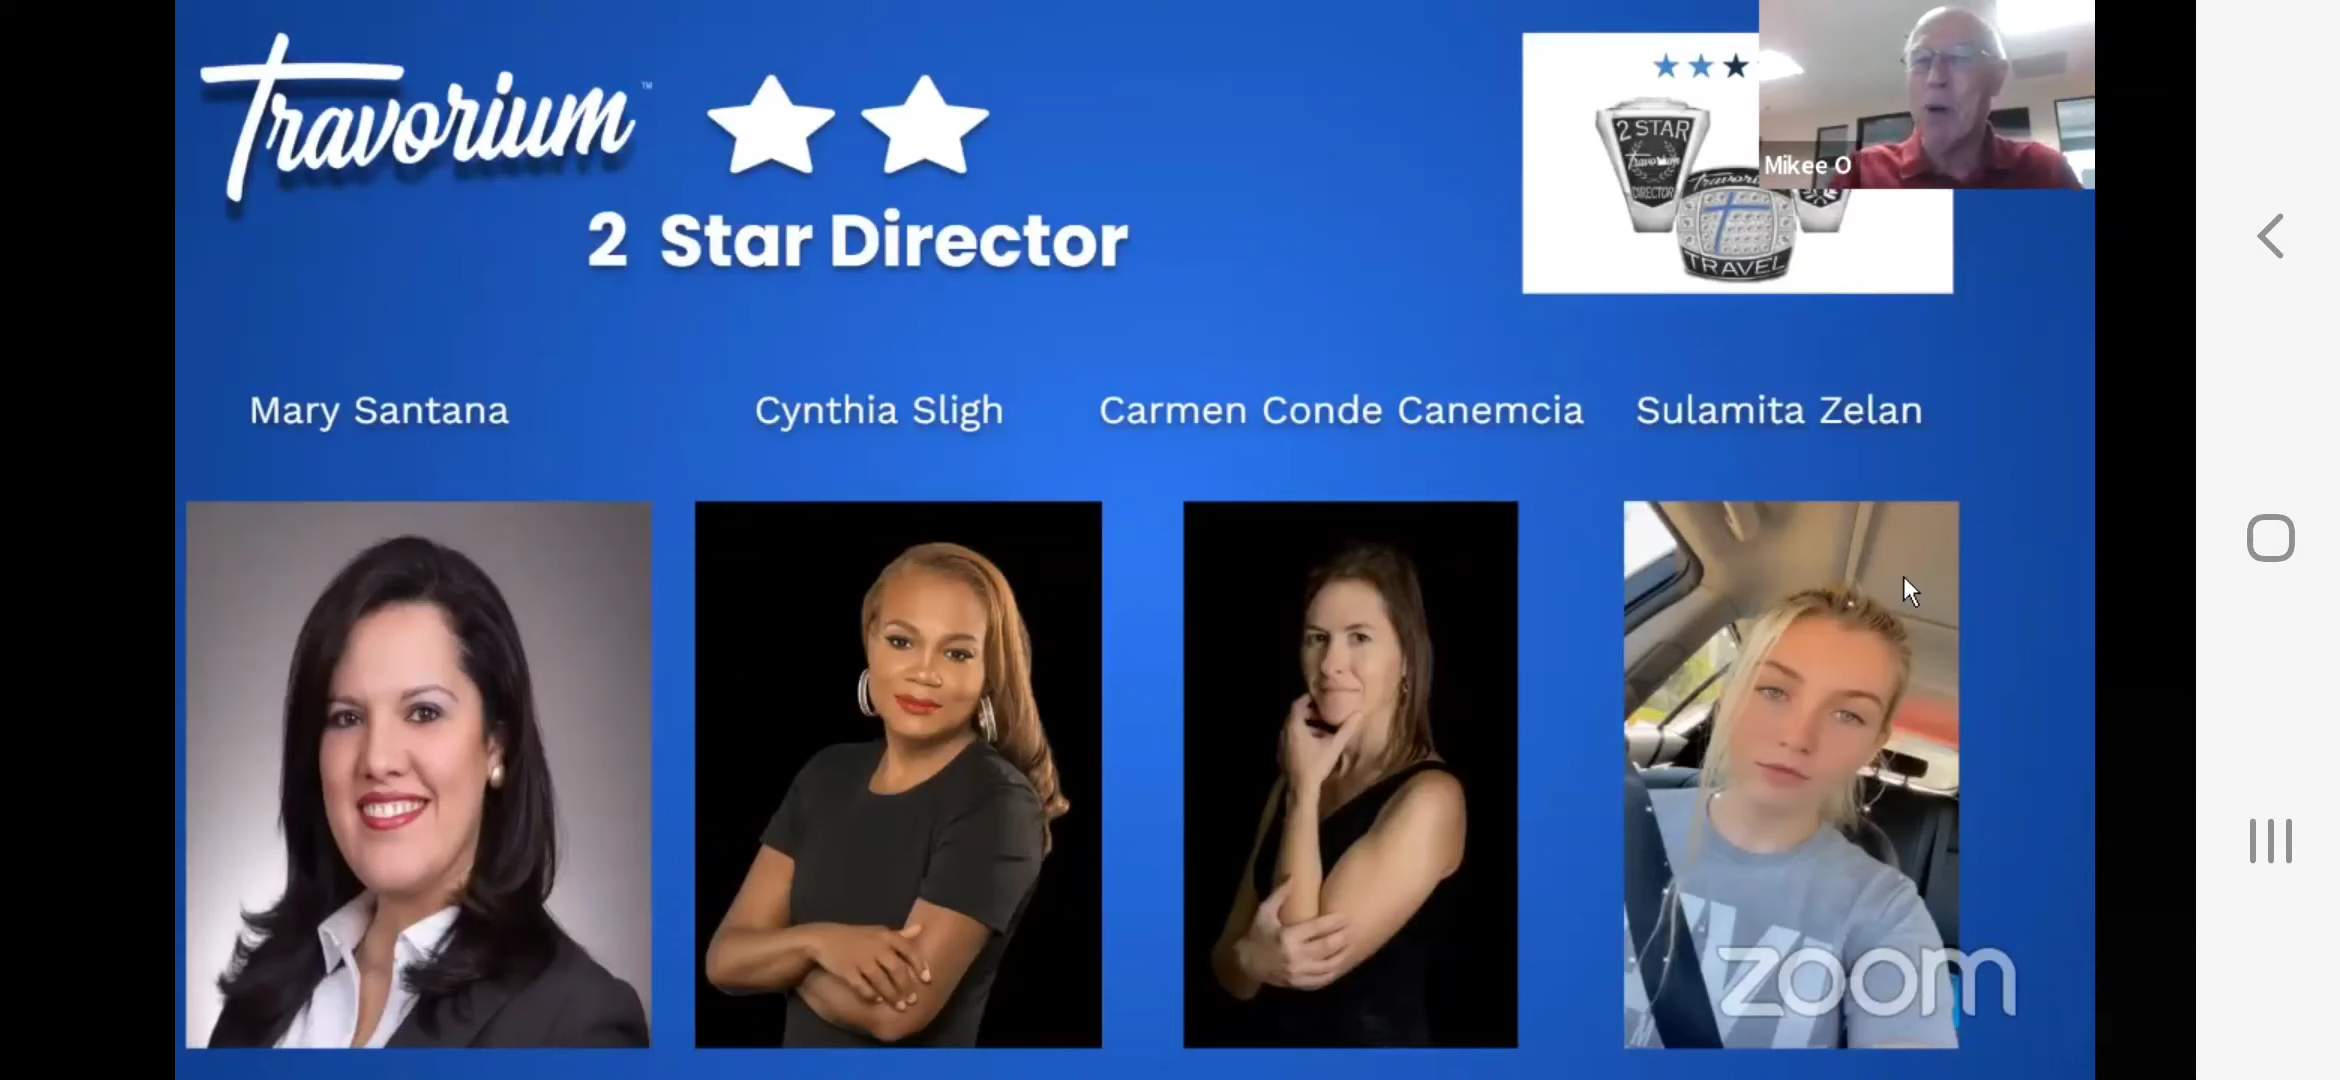 Travorium™
2 Star Director
2 STAR
Travorium
DIRECTOR
TRAVEL
Mikee O
Mary Santana
Cynthia Sligh
Carmen Conde Canemcia
Sulamita Zelan
zoom